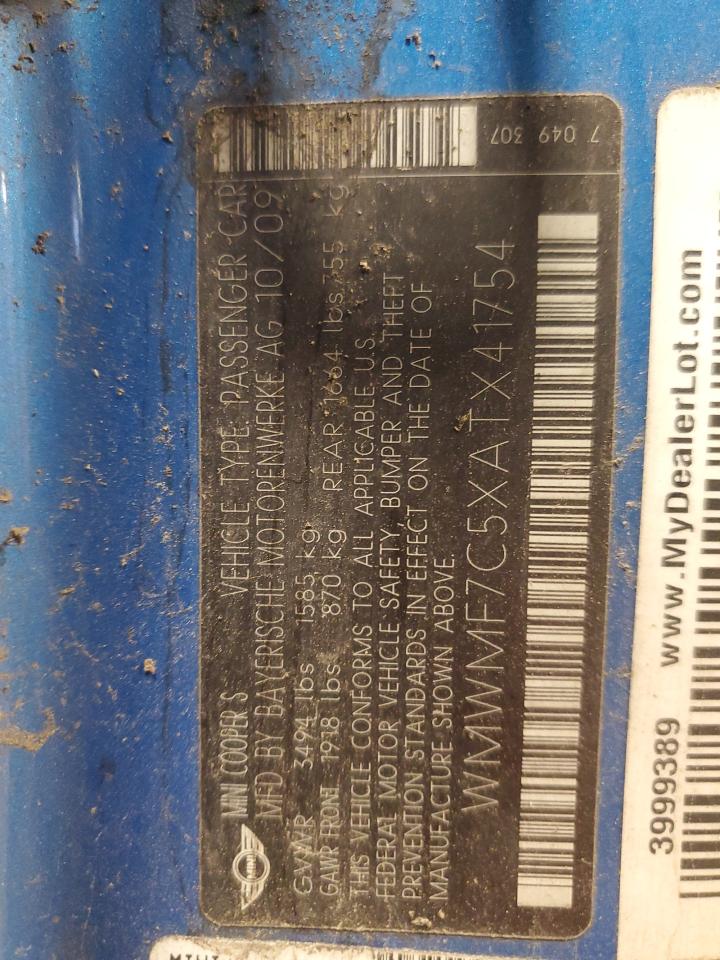 MINI COOPER S VEHICLE TYPE: PASSENGER CAR
MFD BY BAYERISCHE MOTORENWERKE AG 10/09
GVWR 3494 lbs 1585 kg
GAWR FRONT 1918 lbs 870 kg REAR 1664 lbs 755 kg
THIS VEHICLE CONFORMS TO ALL APPLICABLE U.S.
FEDERAL MOTOR VEHICLE SAFETY, BUMPER AND THEFT
PREVENTION STANDARDS IN EFFECT ON THE DATE OF
MANUFACTURE SHOWN ABOVE.
WMWMF7C5XATX41754
7 049 307
3999389 www.MyDealerLot.com